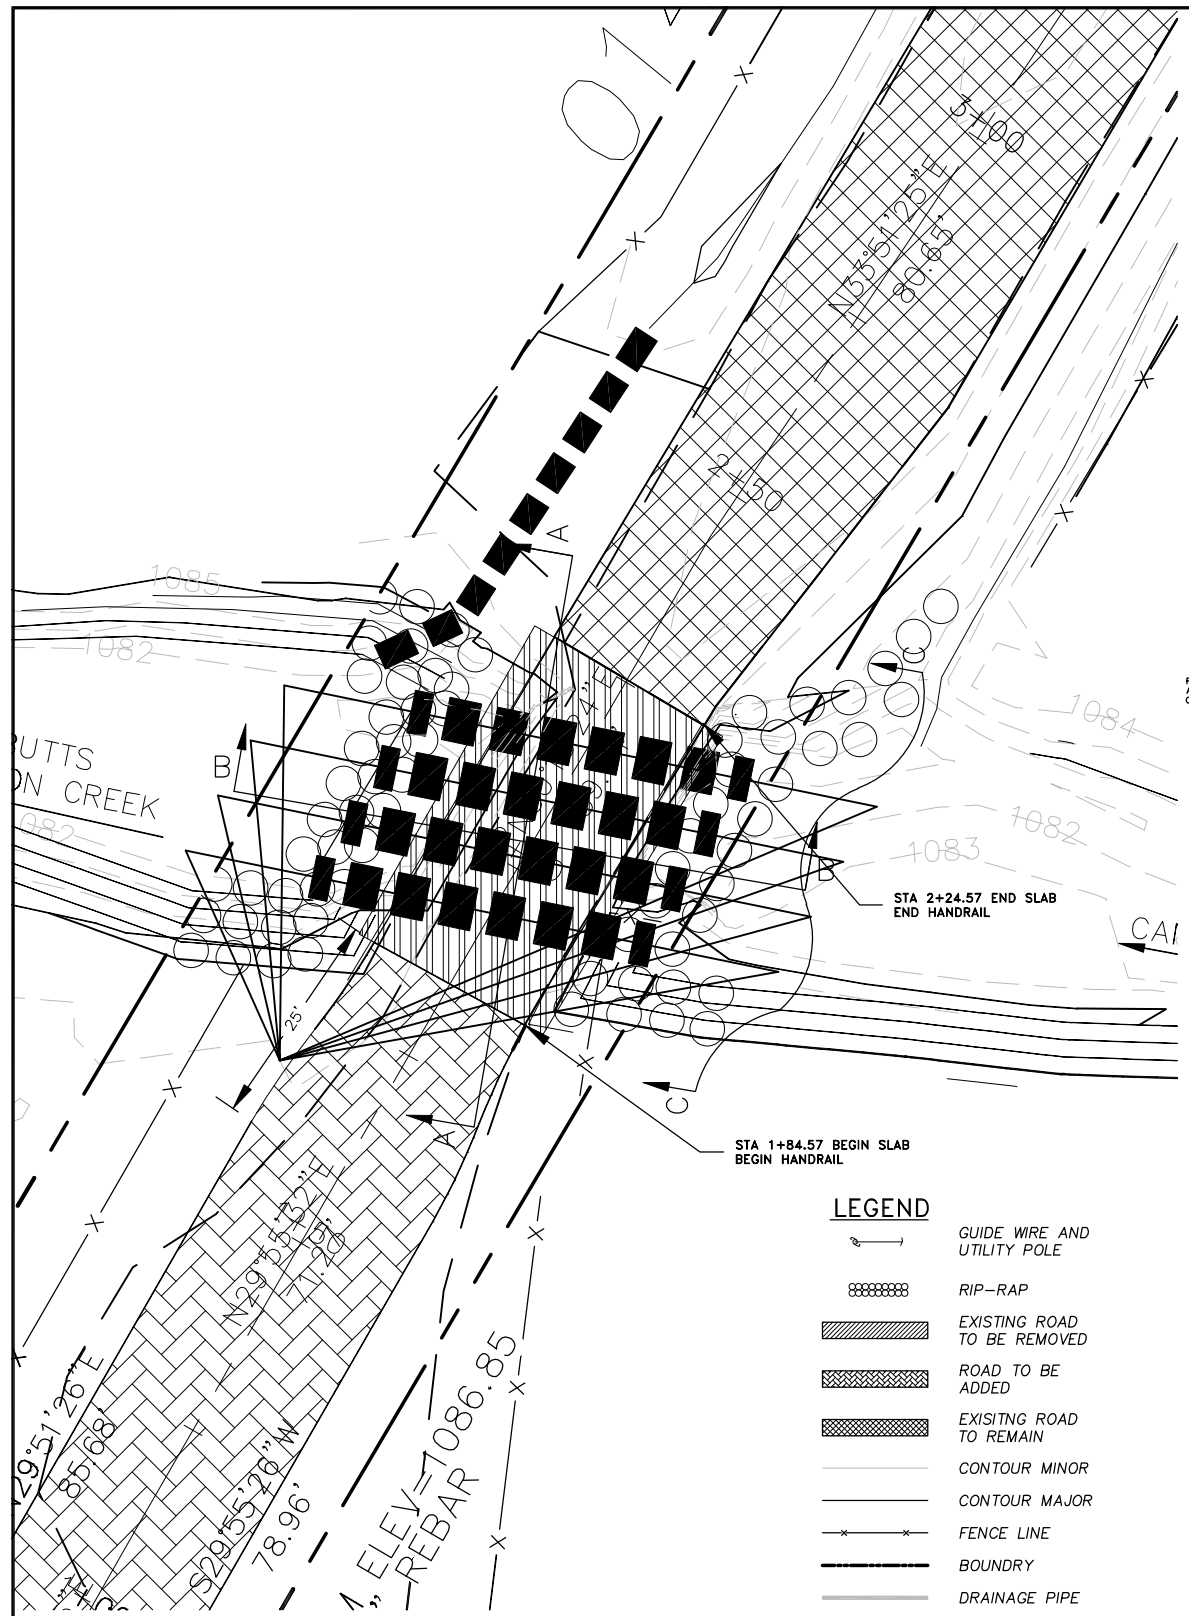 01
3+00
N33°51'25"E
80.65'
2+50
A
1085
1082
C
1084
BUTTS
ON CREEK
B
1082
1082
1083
B
STA 2+24.57 END SLAB
END HANDRAIL
25'
C
A
STA 1+84.57 BEGIN SLAB
BEGIN HANDRAIL
N29°55'32"E
71.26'
N29°51'26"E
85.68'
S29°55'26"W
78.96'
ELEV=1086.85
REBAR
LEGEND
GUIDE WIRE AND
UTILITY POLE
RIP-RAP
EXISTING ROAD
TO BE REMOVED
ROAD TO BE
ADDED
EXISITNG ROAD
TO REMAIN
CONTOUR MINOR
CONTOUR MAJOR
FENCE LINE
BOUNDRY
DRAINAGE PIPE